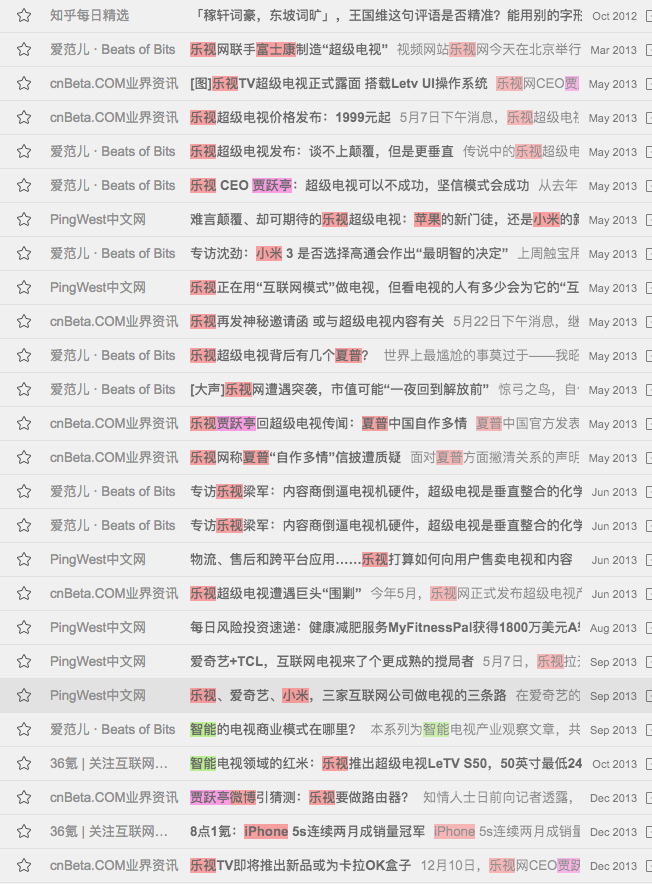 知乎每日精选 「稼轩词豪，东坡词旷」，王国维这句评语是否精准？能用别的字形 Oct 2012
爱范儿 · Beats of Bits 乐视网联手富士康制造“超级电视” 视频网站乐视网今天在北京举行 Mar 2013
cnBeta.COM业界资讯 [图]乐视TV超级电视正式露面 搭载Letv UI操作系统 乐视网CEO贾 May 2013
cnBeta.COM业界资讯 乐视超级电视价格发布：1999元起 5月7日下午消息，乐视超级电 May 2013
爱范儿 · Beats of Bits 乐视超级电视发布：谈不上颠覆，但是更垂直 传说中的乐视超级电 May 2013
爱范儿 · Beats of Bits 乐视 CEO 贾跃亭：超级电视可以不成功，坚信模式会成功 从去年 May 2013
PingWest中文网 难言颠覆、却可期待的乐视超级电视：苹果的新门徒，还是小米的 May 2013
爱范儿 · Beats of Bits 专访沈劲：小米 3 是否选择高通会作出“最明智的决定” 上周触宝用 May 2013
PingWest中文网 乐视正在用“互联网模式”做电视，但看电视的人有多少会为它的“互 May 2013
cnBeta.COM业界资讯 乐视再发神秘邀请函 或与超级电视内容有关 5月22日下午消息，继 May 2013
爱范儿 · Beats of Bits 乐视超级电视背后有几个夏普？ 世界上最尴尬的事莫过于——我 May 2013
爱范儿 · Beats of Bits [大声]乐视网遭遇突袭，市值可能“一夜回到解放前” 惊弓之鸟，自 May 2013
cnBeta.COM业界资讯 乐视贾跃亭回超级电视传闻：夏普中国自作多情 夏普中国官方发表 May 2013
cnBeta.COM业界资讯 乐视网称夏普“自作多情”信披遭质疑 面对夏普方面撇清关系的声明 May 2013
爱范儿 · Beats of Bits 专访乐视梁军：内容商倒逼电视机硬件，超级电视是垂直整合的化学 Jun 2013
爱范儿 · Beats of Bits 专访乐视梁军：内容商倒逼电视机硬件，超级电视是垂直整合的化学 Jun 2013
PingWest中文网 物流、售后和跨平台应用……乐视打算如何向用户售卖电视和内容 Jun 2013
cnBeta.COM业界资讯 乐视超级电视遭遇巨头“围剿” 今年5月，乐视网正式发布超级电视产 Jun 2013
PingWest中文网 每日风险投资速递：健康减肥服务MyFitnessPal获得1800万美元A Aug 2013
PingWest中文网 爱奇艺+TCL，互联网电视来了个更成熟的搅局者 5月7日，乐视拉 Sep 2013
PingWest中文网 乐视、爱奇艺、小米，三家互联网公司做电视的三条路 在爱奇艺的 Sep 2013
爱范儿 · Beats of Bits 智能的电视商业模式在哪里？ 本系列为智能电视产业观察文章，共 Sep 2013
36氪 | 关注互联网... 智能电视领域的红米：乐视推出超级电视LeTV S50，50英寸最低24 Oct 2013
cnBeta.COM业界资讯 贾跃亭微博引猜测：乐视要做路由器？ 知情人士日前向记者透露， Dec 2013
36氪 | 关注互联网... 8点1氪：iPhone 5s连续两月成销量冠军 iPhone 5s连续两月成销量 Dec 2013
cnBeta.COM业界资讯 乐视TV即将推出新品或为卡拉OK盒子 12月10日，乐视网CEO贾跃 Dec 2013